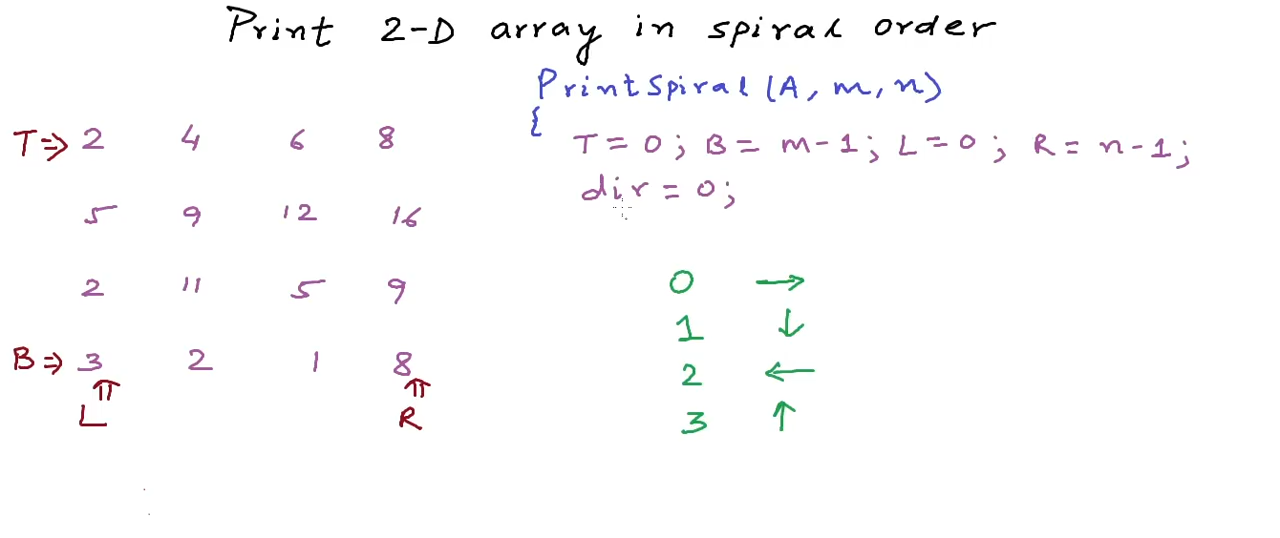 Print 2-D array in spiral order
PrintSpiral(A, m, n)
{
T = 0; B = m-1; L = 0; R = n-1;
dir = 0;
T⇒ 2 4 6 8
5 9 12 16
2 11 5 9
B⇒ 3 2 1 8
⇑ ⇑
L R
0 →
1 ↓
2 ←
3 ↑